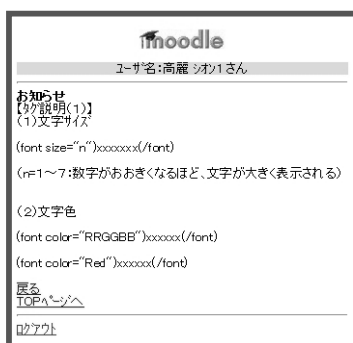 moodle
ﾕｰｻﾞ名:高麗 ｼｵﾝ1さん
お知らせ
【ﾀｸﾞ説明(1)】
(1)文字ｻｲｽﾞ
(font size="n")xxxxxxx(/font)
(n=1～7:数字がおおきくなるほど､文字が大きく表示される)
(2)文字色
(font color="RRGGBB")xxxxxx(/font)
(font color="Red")xxxxxx(/font)
戻る
TOPﾍﾟｰｼﾞへ
ﾛｸﾞｱｳﾄ